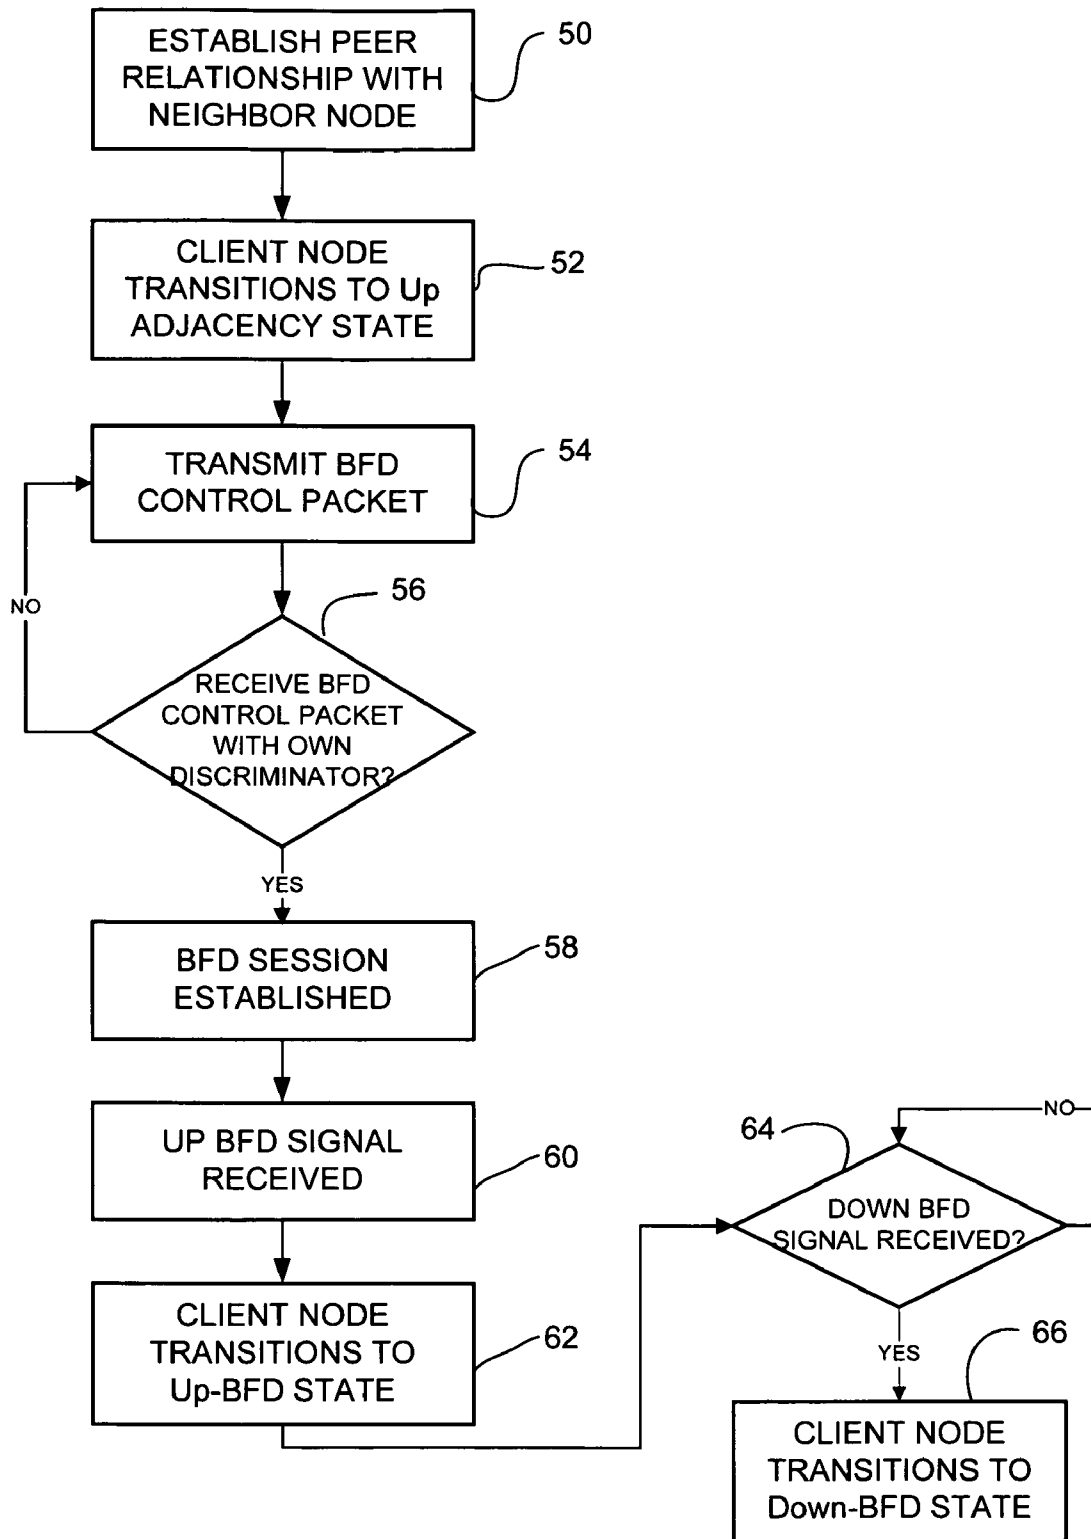 ESTABLISH PEER
RELATIONSHIP WITH
NEIGHBOR NODE
50
CLIENT NODE
TRANSITIONS TO Up
ADJACENCY STATE
52
TRANSMIT BFD
CONTROL PACKET
54
NO
56
RECEIVE BFD
CONTROL PACKET
WITH OWN
DISCRIMINATOR?
YES
BFD SESSION
ESTABLISHED
58
UP BFD SIGNAL
RECEIVED
60
CLIENT NODE
TRANSITIONS TO
Up-BFD STATE
62
NO
64
DOWN BFD
SIGNAL RECEIVED?
YES
66
CLIENT NODE
TRANSITIONS TO
Down-BFD STATE